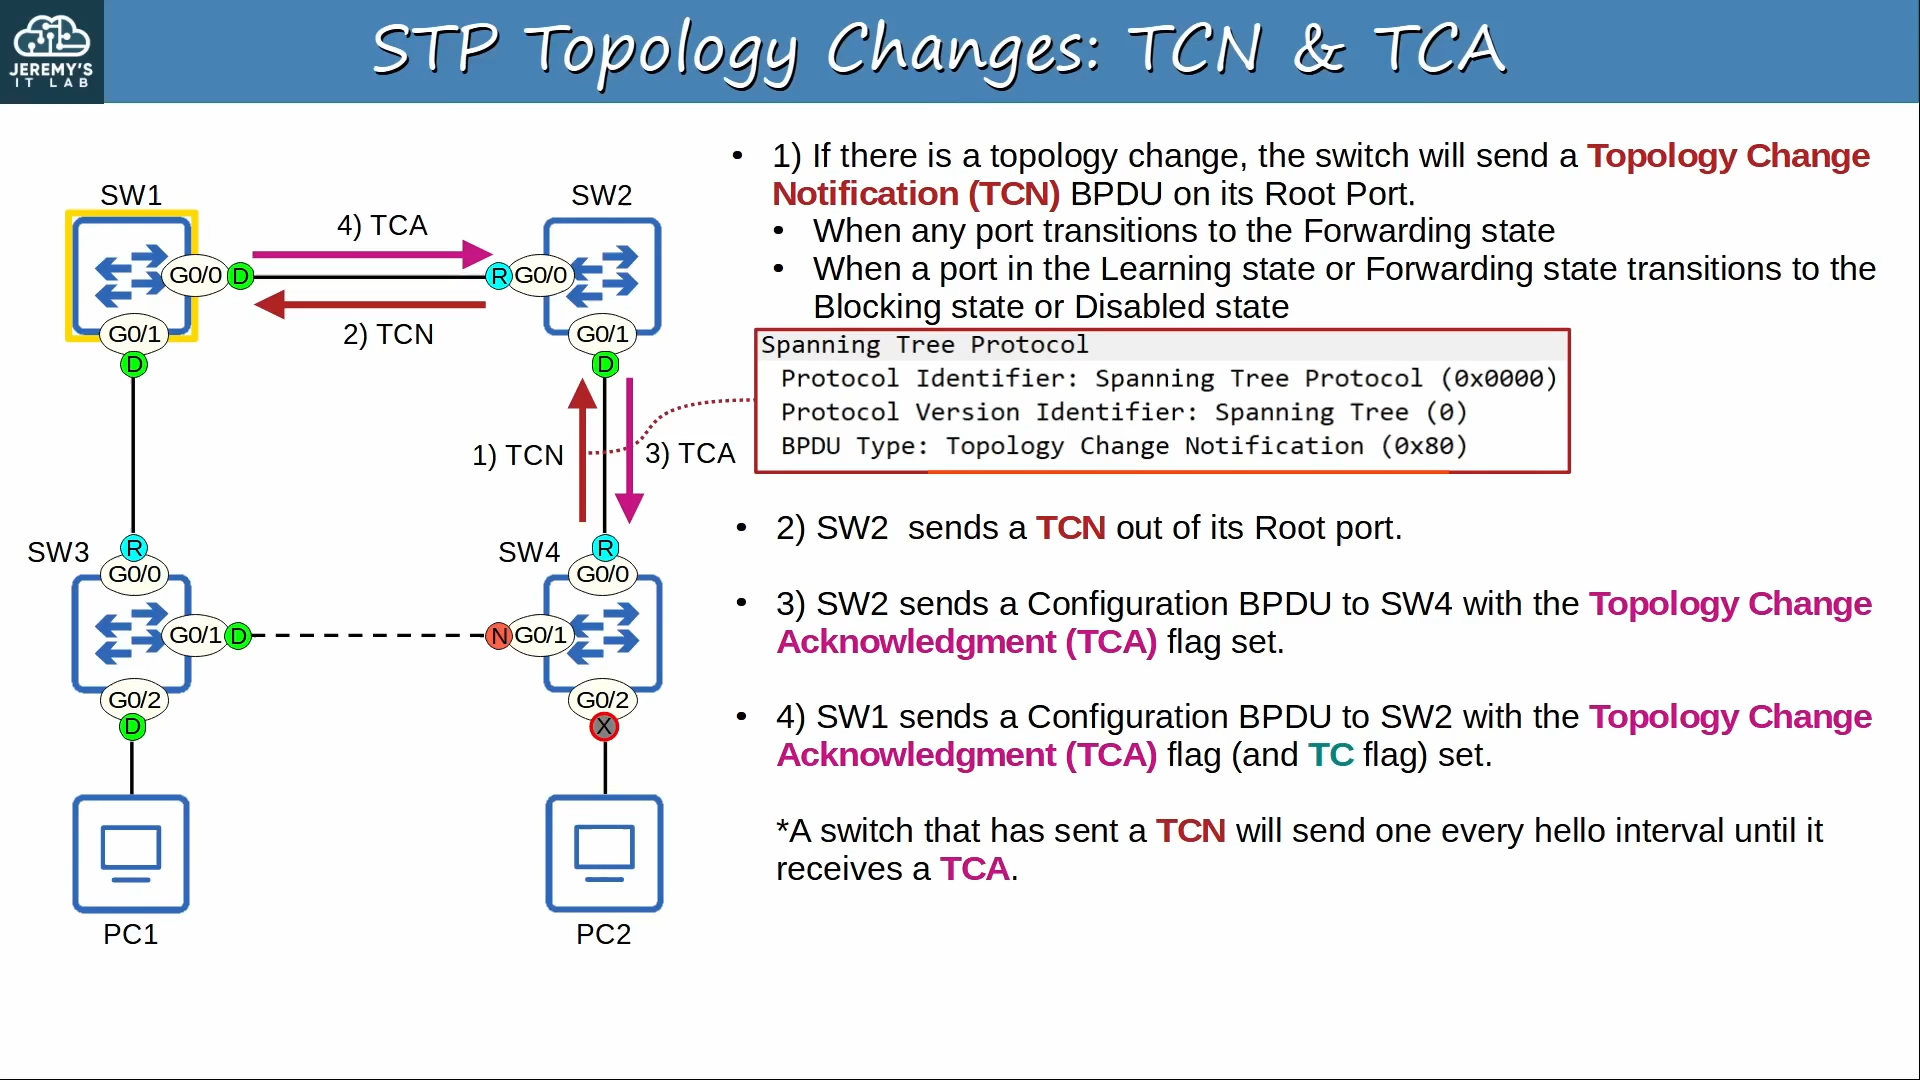 JEREMY'S
IT LAB
STP Topology Changes: TCN & TCA
SW1
SW2
4) TCA
G0/0 D
R G0/0
2) TCN
G0/1
D
G0/1
D
1) TCN
3) TCA
SW3
R
G0/0
SW4
R
G0/0
G0/1 D
N G0/1
G0/2
D
G0/2
X
PC1
PC2
• 1) If there is a topology change, the switch will send a Topology Change
Notification (TCN) BPDU on its Root Port.
• When any port transitions to the Forwarding state
• When a port in the Learning state or Forwarding state transitions to the
Blocking state or Disabled state
Spanning Tree Protocol
Protocol Identifier: Spanning Tree Protocol (0x0000)
Protocol Version Identifier: Spanning Tree (0)
BPDU Type: Topology Change Notification (0x80)
• 2) SW2 sends a TCN out of its Root port.
• 3) SW2 sends a Configuration BPDU to SW4 with the Topology Change
Acknowledgment (TCA) flag set.
• 4) SW1 sends a Configuration BPDU to SW2 with the Topology Change
Acknowledgment (TCA) flag (and TC flag) set.
*A switch that has sent a TCN will send one every hello interval until it
receives a TCA.